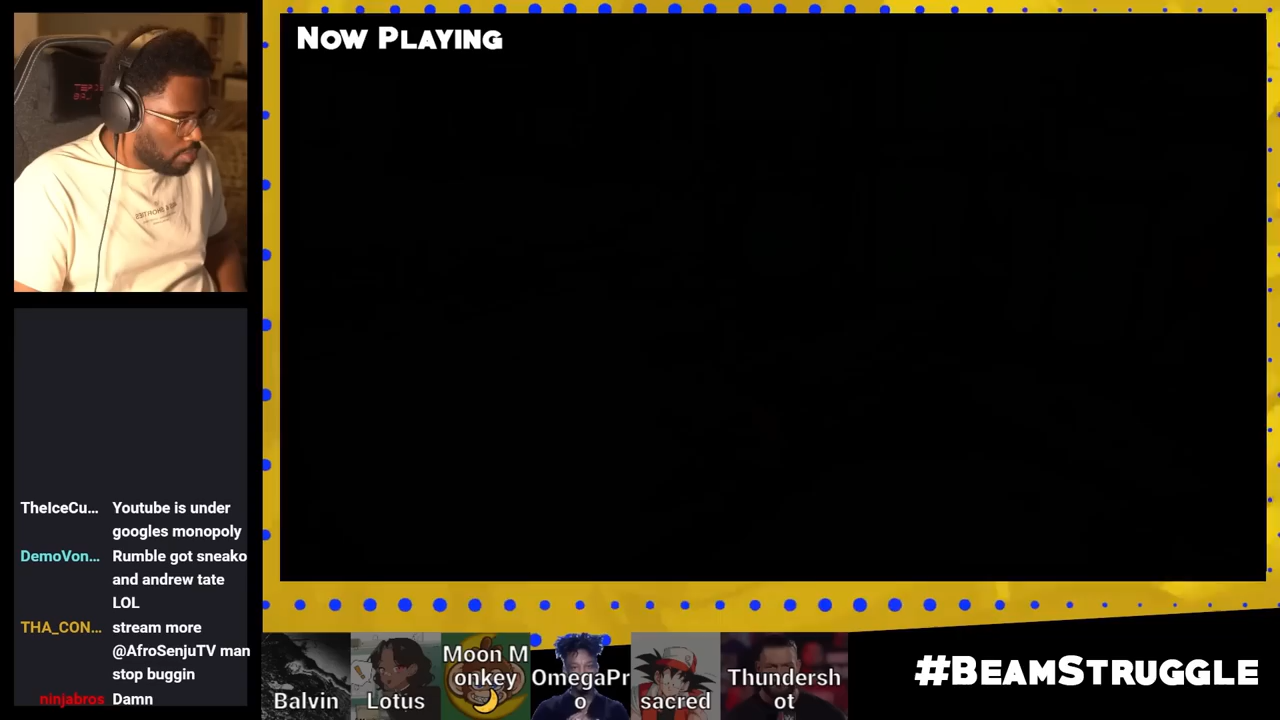 Now Playing
TheIceCu... Youtube is under
googles monopoly
DemoVon... Rumble got sneako
and andrew tate
LOL
THA_CON... stream more
@AfroSenjuTV man
stop buggin
ninjabros Damn
Balvin
Lotus
Moon M
onkey
🌙
OmegaPr
o
sacred
Thundersh
ot
#BeamStruggle